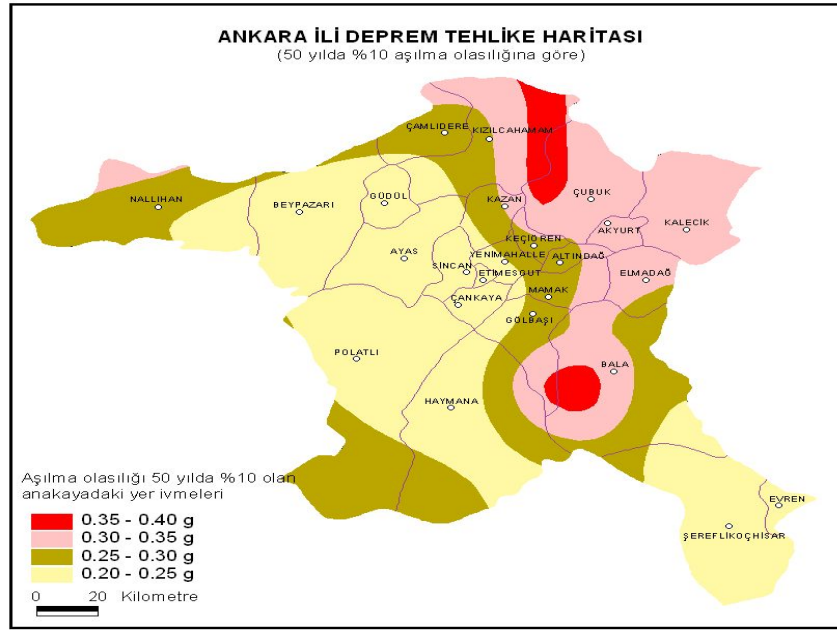 ANKARA İLİ DEPREM TEHLİKE HARİTASI
(50 yılda %10 aşılma olasılığına göre)
ÇAMLIDERE
KIZILCAHAMAM
NALLIHAN
BEYPAZARI
GÜDÜL
KAZAN
ÇUBUK
AKYURT
KALECİK
KEÇİÖREN
AYAS
SİNCAN
YENİMAHALLE
ALTINDAĞ
ETİMESGUT
ELMADAĞ
ÇANKAYA
MAMAK
GÖLBAŞI
POLATLI
BALA
HAYMANA
Aşılma olasılığı 50 yılda %10 olan
anakayadaki yer ivmeleri
0.35 - 0.40 g
0.30 - 0.35 g
0.25 - 0.30 g
0.20 - 0.25 g
EVREN
ŞEREFLİKOÇHİSAR
0 20 Kilometre